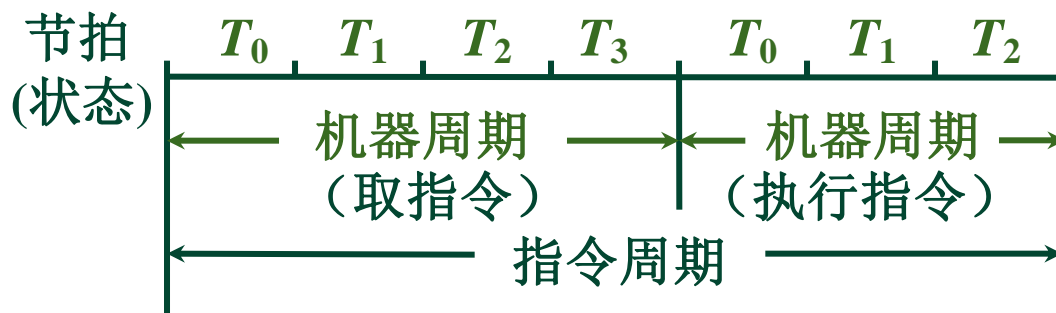 节拍
(状态)
T0 T1 T2 T3 T0 T1 T2
机器周期 机器周期
（取指令） （执行指令）
指令周期